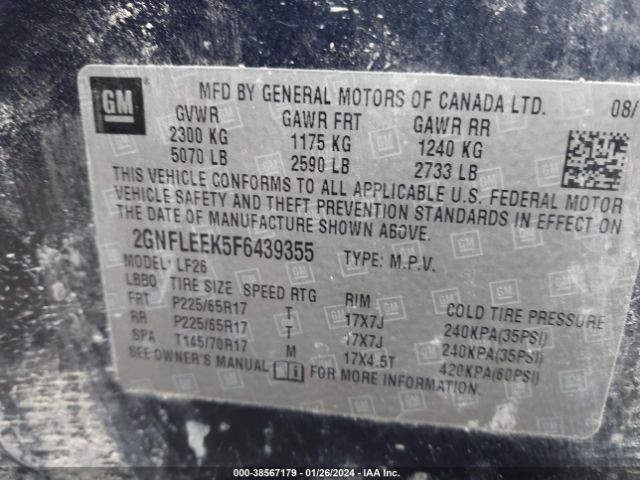 GM
MFD BY GENERAL MOTORS OF CANADA LTD. 08/
GVWR GAWR FRT GAWR RR
2300 KG 1175 KG 1240 KG
5070 LB 2590 LB 2733 LB
THIS VEHICLE CONFORMS TO ALL APPLICABLE U.S. FEDERAL MOTOR
VEHICLE SAFETY AND THEFT PREVENTION STANDARDS IN EFFECT ON
THE DATE OF MANUFACTURE SHOWN ABOVE.
2GNFLEEK5F6439355 TYPE: M.P.V.
MODEL: LF26
LBBO TIRE SIZE SPEED RTG RIM COLD TIRE PRESSURE
FRT P225/65R17 T 17X7J 240KPA(35PSI)
RR P225/65R17 T 17X7J 240KPA(35PSI)
SPA T145/70R17 M 17X4.5T 420KPA(60PSI)
SEE OWNER'S MANUAL FOR MORE INFORMATION.
000-38567179 | 01/26/2024 - IAA Inc.